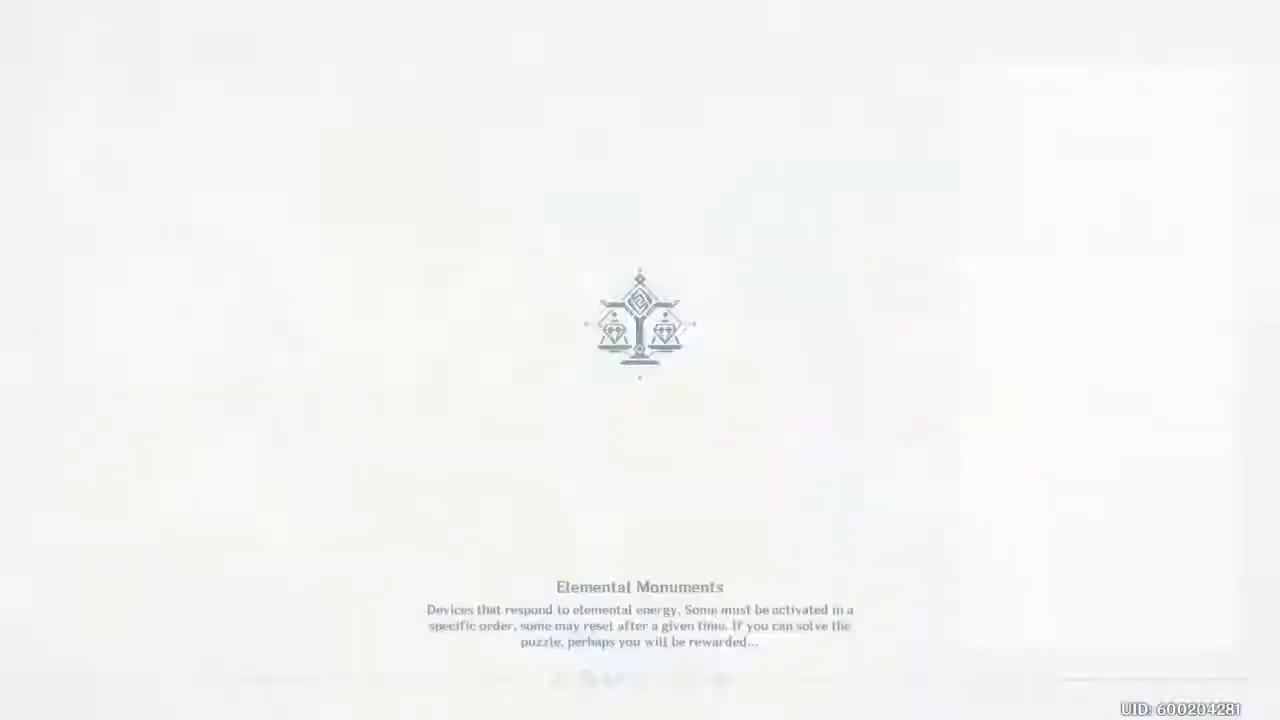 Elemental Monuments
Devices that respond to elemental energy. Some must be activated in a
specific order, some may reset after a given time. If you can solve the
puzzle, perhaps you will be rewarded...
UID: 600204281